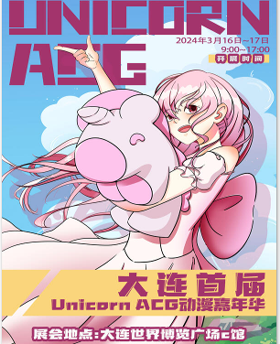 UNICORN
ACG
2024年3月16日~17日
9:00~17:00
开展时间
大连首届
Unicorn ACG动漫嘉年华
展会地点:大连世界博览广场c馆